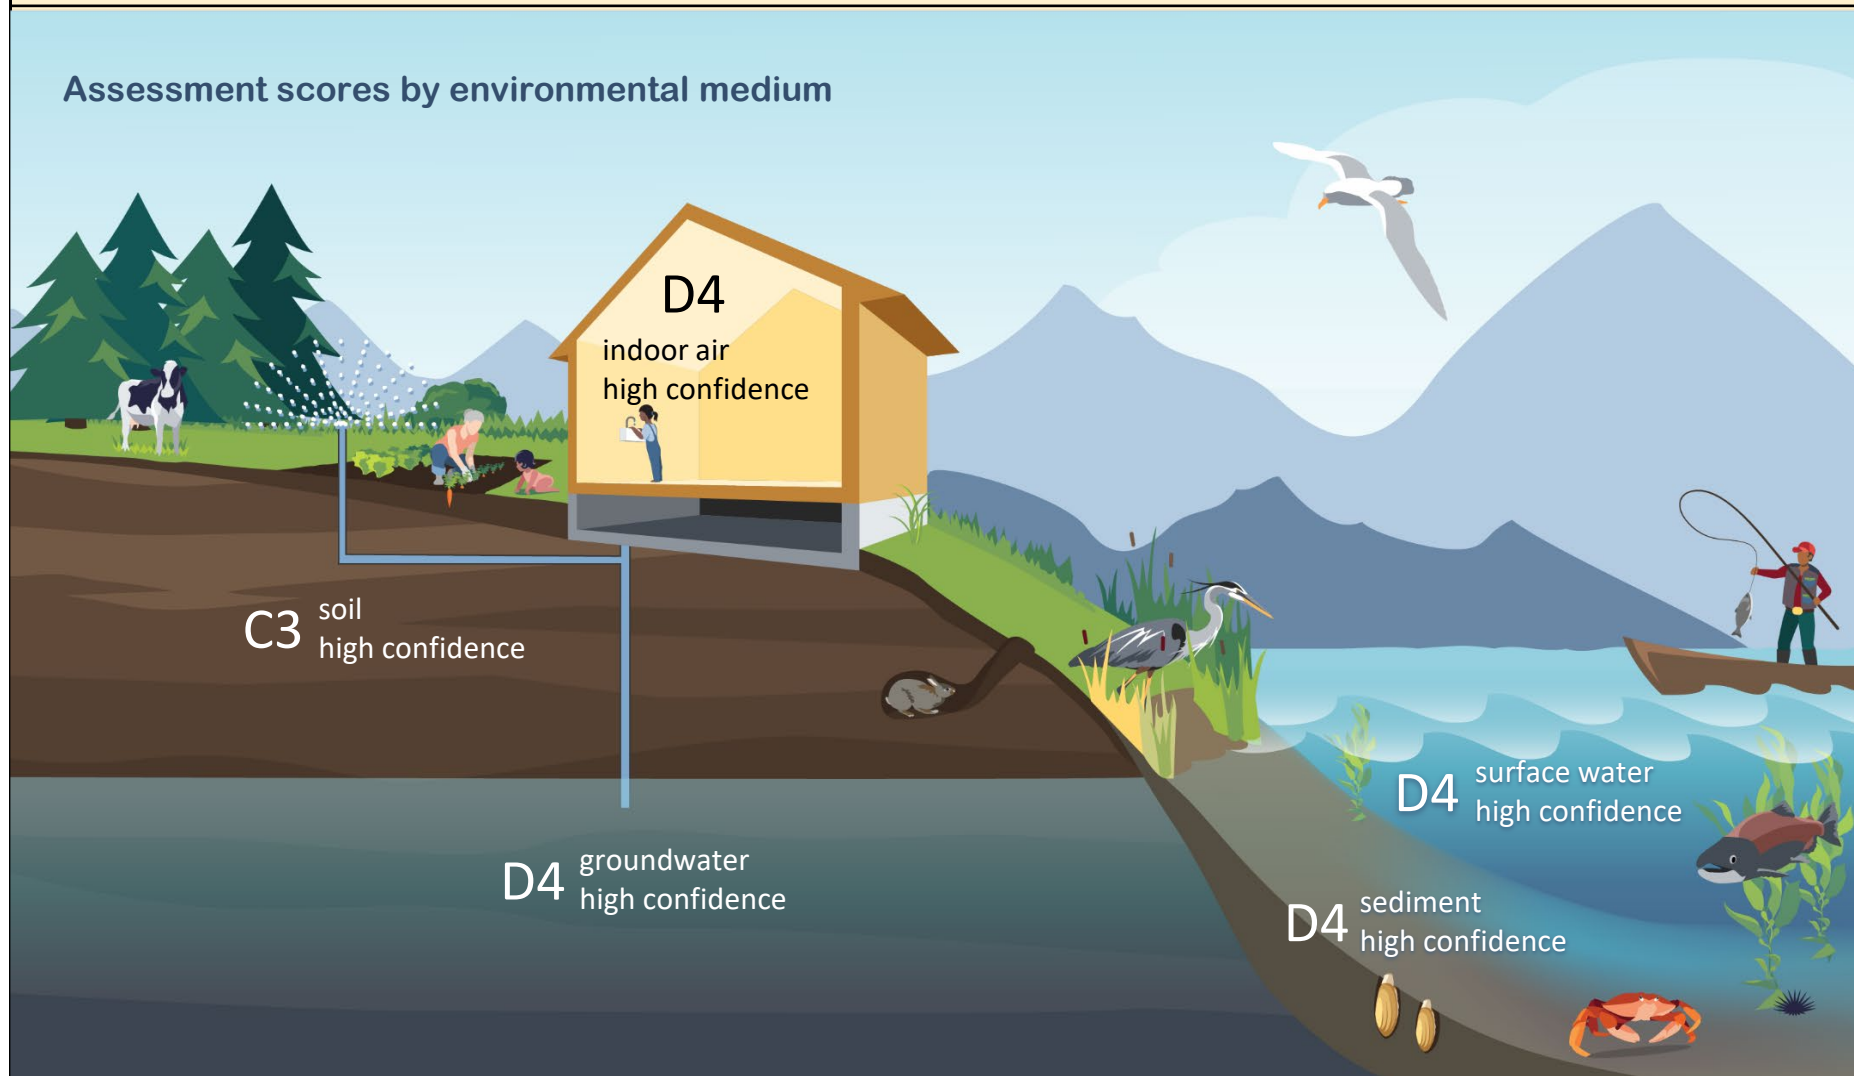 Assessment scores by environmental medium
D4
indoor air
high confidence
C3
soil
high confidence
D4
groundwater
high confidence
D4
surface water
high confidence
D4
sediment
high confidence